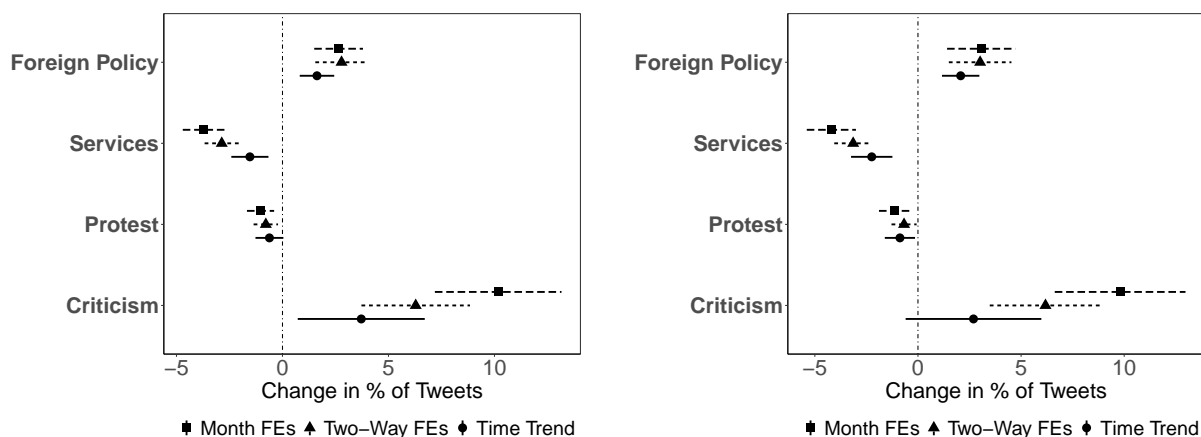 Foreign Policy
Services
Protest
Criticism
−5 0 5 10
Change in % of Tweets
Month FEs Two−Way FEs Time Trend
Foreign Policy
Services
Protest
Criticism
−5 0 5 10
Change in % of Tweets
Month FEs Two−Way FEs Time Trend